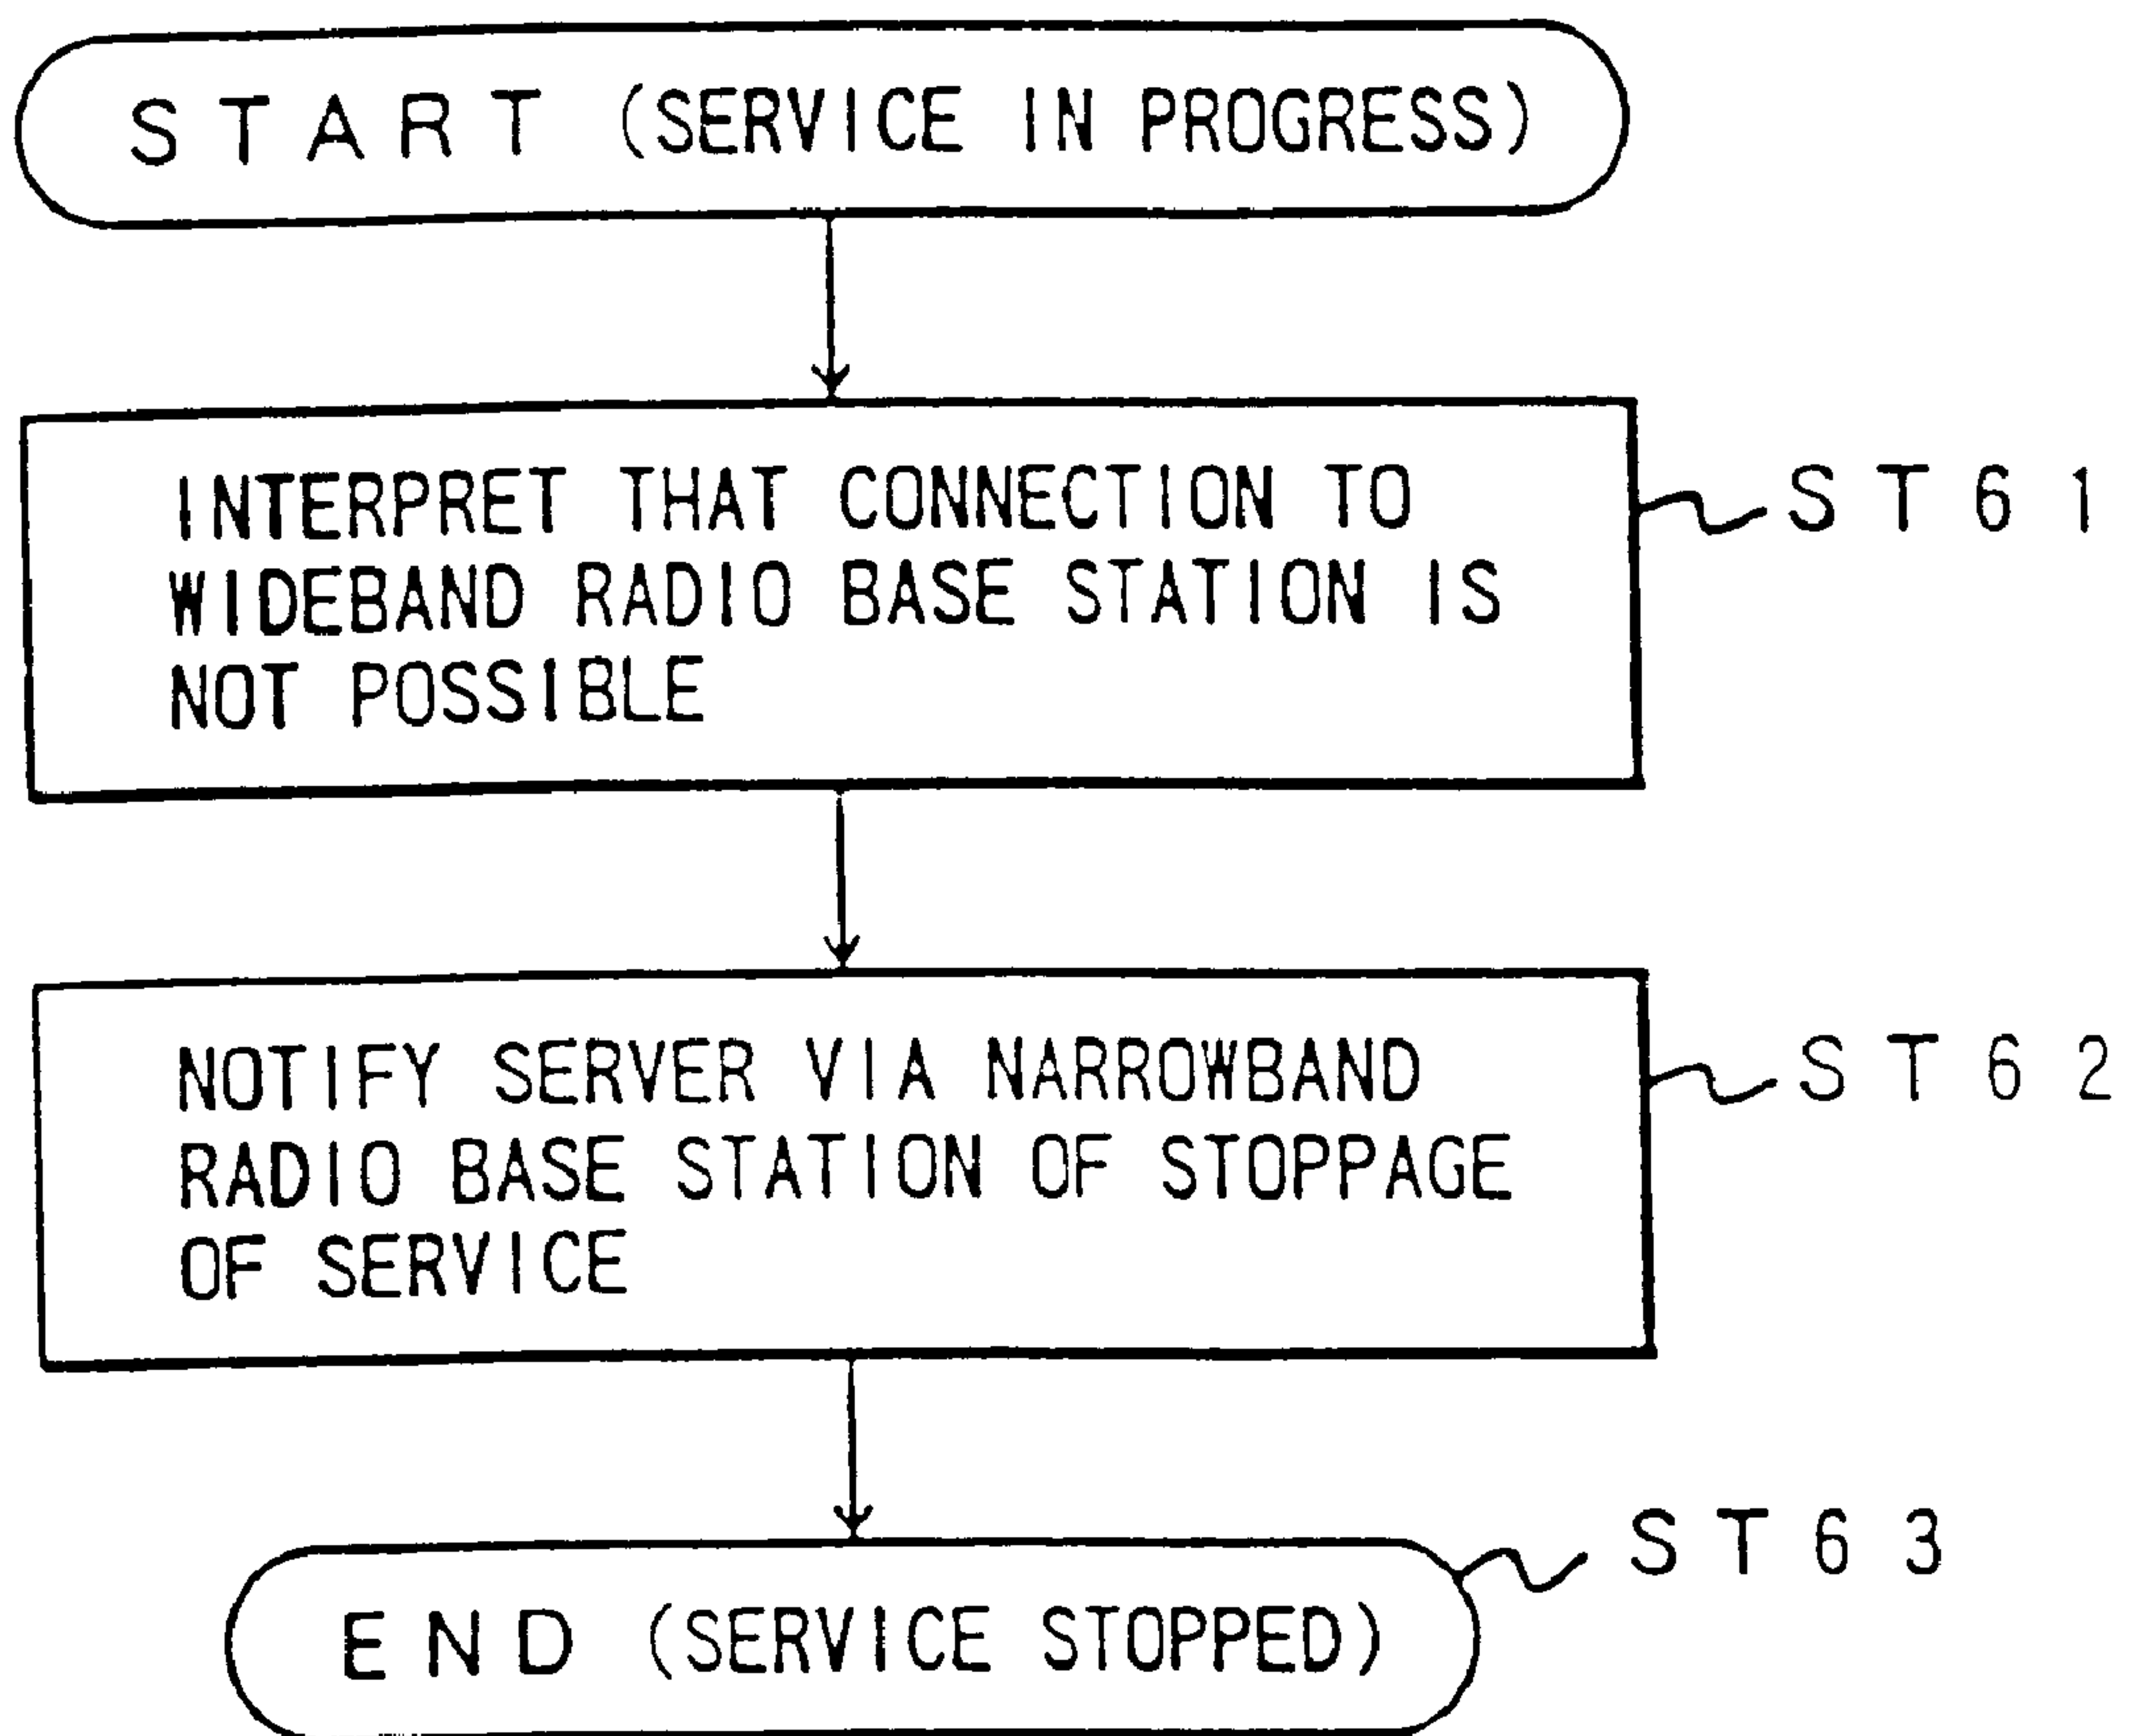 START (SERVICE IN PROGRESS)
INTERPRET THAT CONNECTION TO
WIDEBAND RADIO BASE STATION IS
NOT POSSIBLE
ST61
NOTIFY SERVER VIA NARROWBAND
RADIO BASE STATION OF STOPPAGE
OF SERVICE
ST62
ST63
END (SERVICE STOPPED)